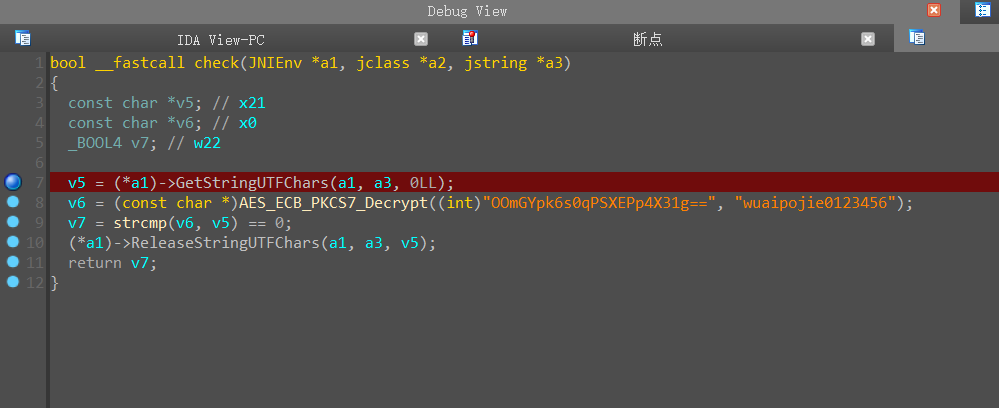 Debug View
IDA View-PC
断点
1 bool __fastcall check(JNIEnv *a1, jclass *a2, jstring *a3)
2 {
3 const char *v5; // x21
4 const char *v6; // x0
5 _BOOL4 v7; // w22
6
7 v5 = (*a1)->GetStringUTFChars(a1, a3, 0LL);
8 v6 = (const char *)AES_ECB_PKCS7_Decrypt((int)"OOmGYpk6s0qPSXEPp4X31g==", "wuaipojie0123456");
9 v7 = strcmp(v6, v5) == 0;
10 (*a1)->ReleaseStringUTFChars(a1, a3, v5);
11 return v7;
12 }